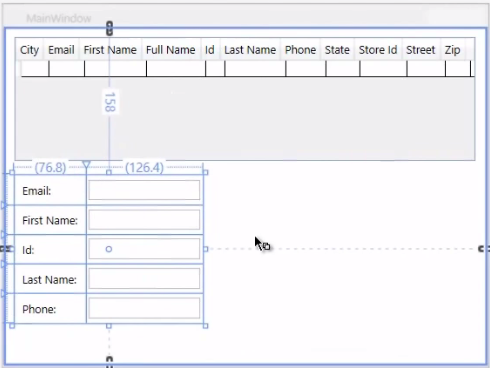 MainWindow
City Email First Name Full Name Id Last Name Phone State Store Id Street Zip
158
(76.8) (126.4)
Email:
First Name:
Id:
Last Name:
Phone: